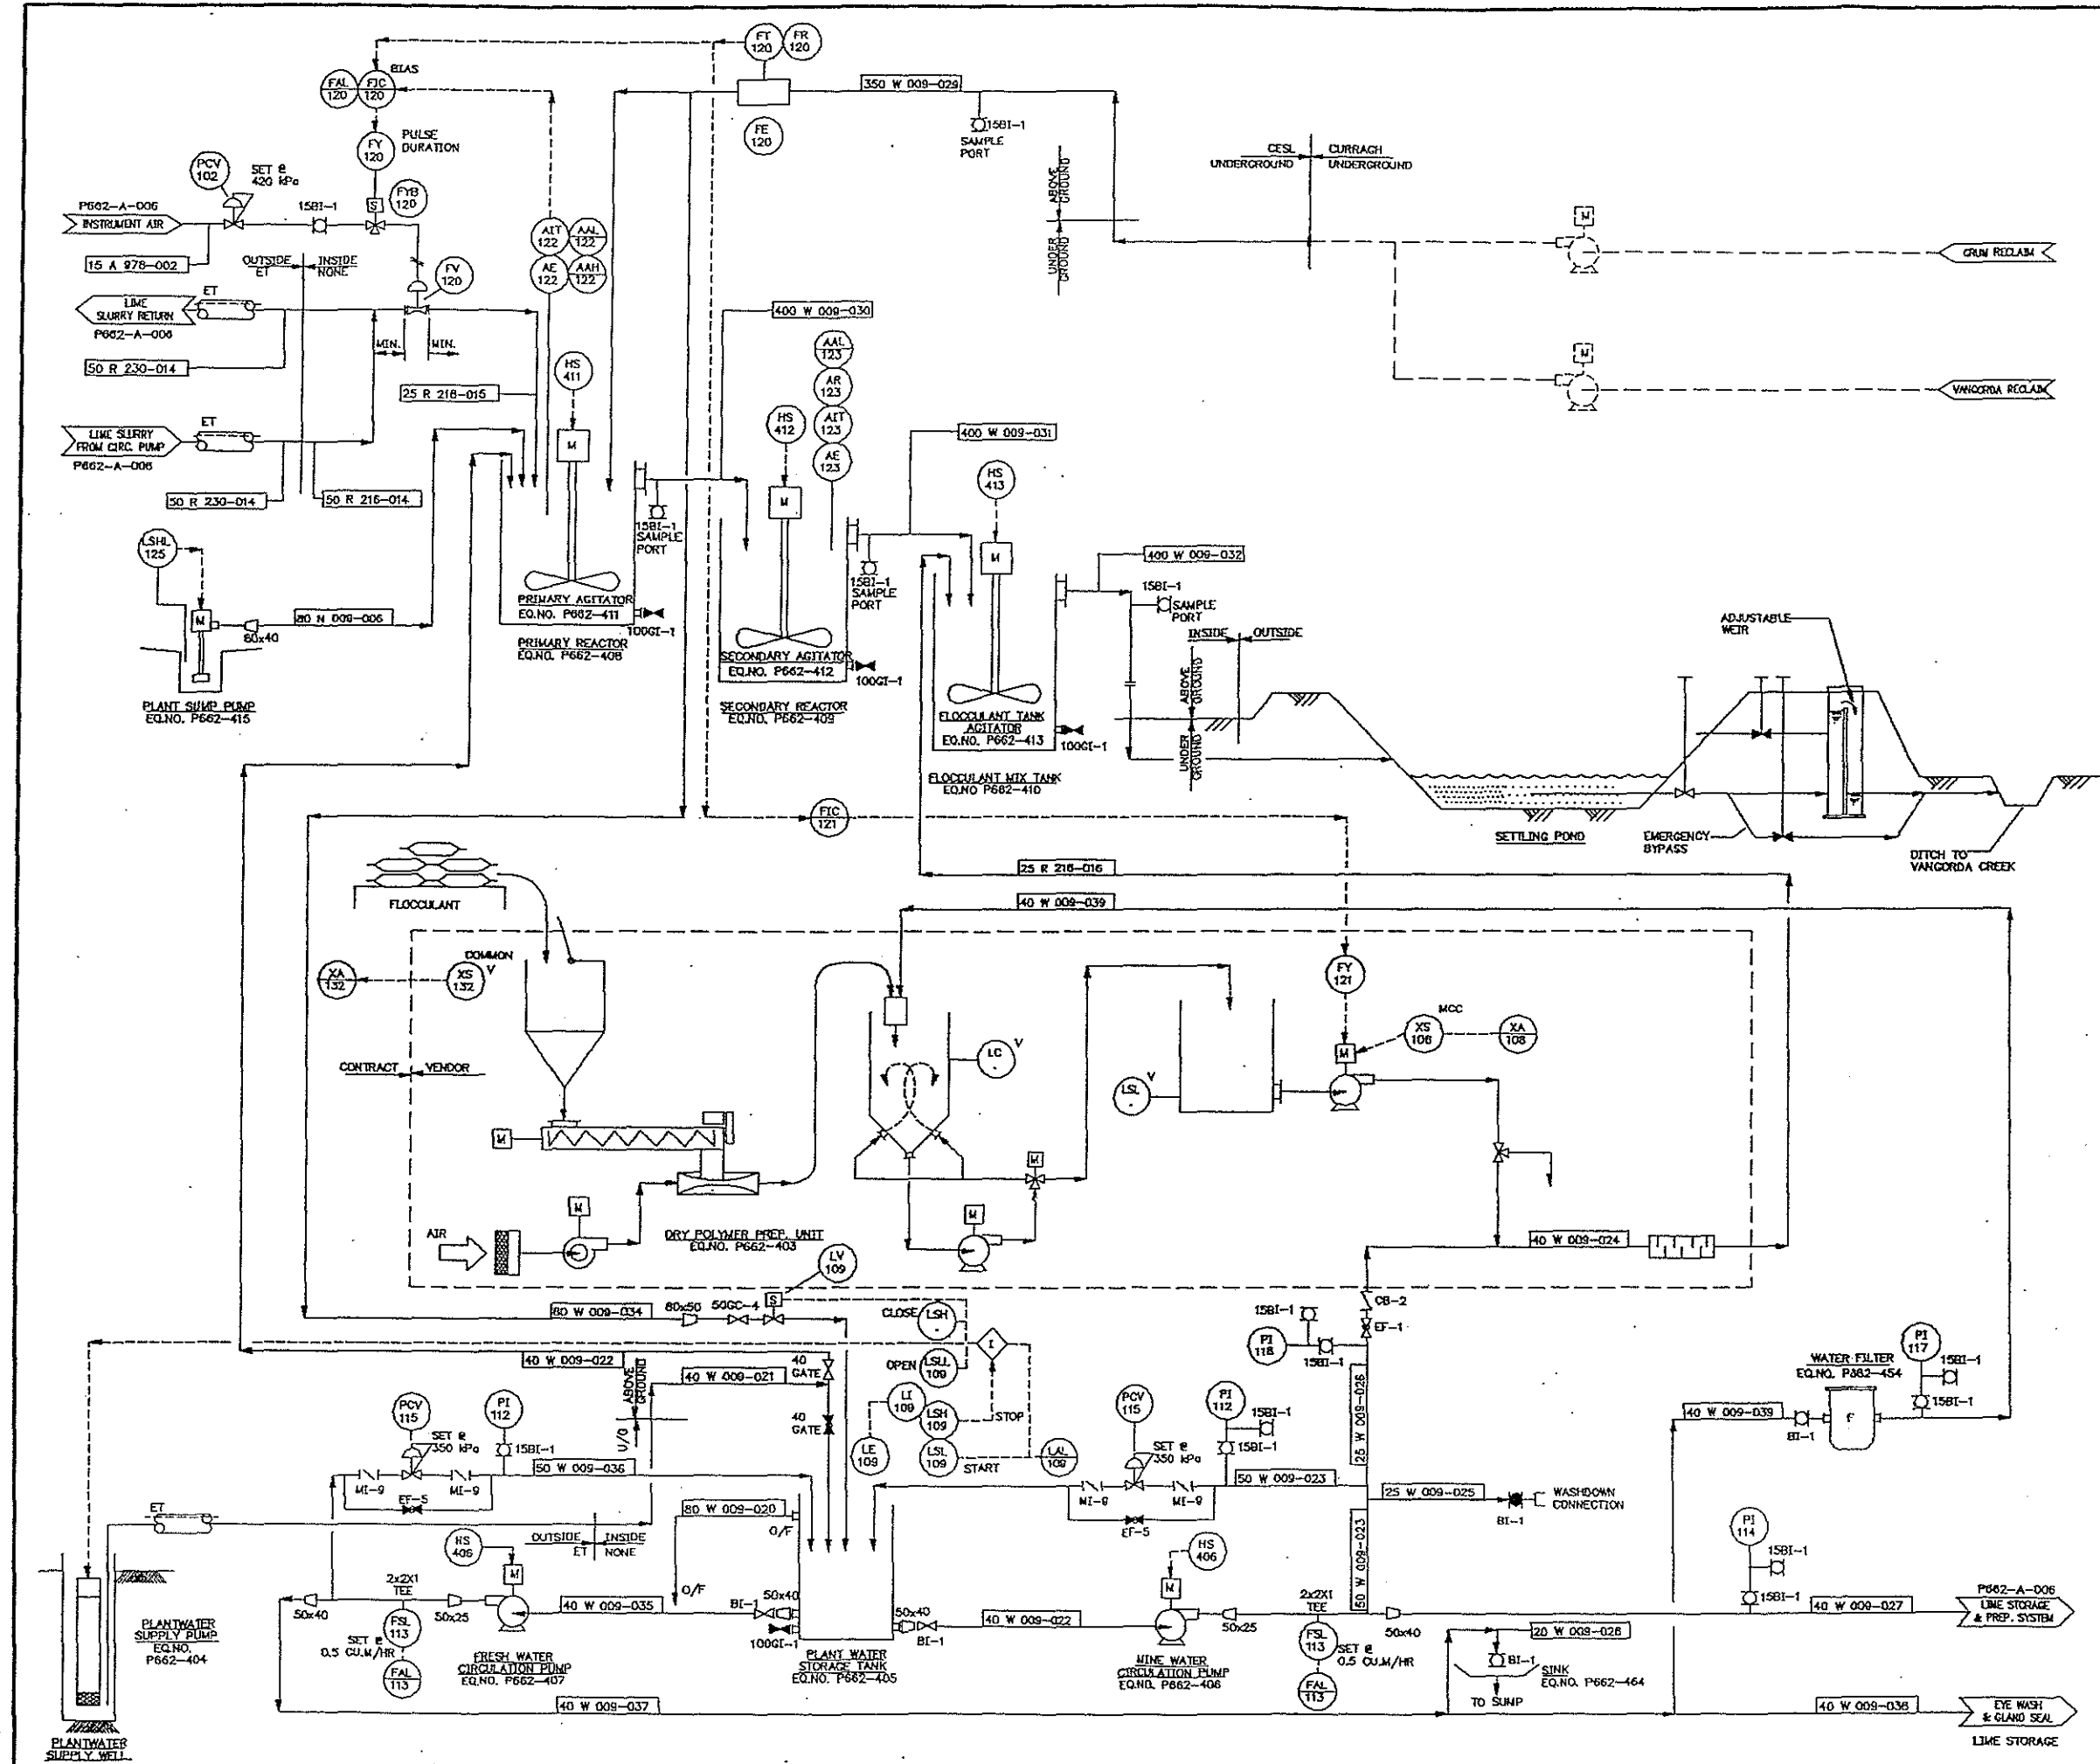 FT
120
FR
120
BIAS
FAL
120
FIC
120
350 W 009-029
FY
120
PULSE
DURATION
FE
120
15BI-1
SAMPLE
PORT
CESL
UNDERGROUND
CURRAGH
UNDERGROUND
PCV
102
SET @
420 kPa
ABOVE
GROUND
UNDER
GROUND
P662-A-006
INSTRUMENT AIR
15BI-1
S
FYB
120
M
GRUM RECLAIM
15 A 978-002
OUTSIDE
ET
INSIDE
NONE
AIT
122
AAL
122
AE
122
AAH
122
FV
120
ET
LIME
SLURRY RETURN
P662-A-006
MIN.
MIN.
400 W 009-030
50 R 230-014
25 R 216-015
HS
411
AAL
123
AR
123
AIT
123
AE
123
M
VANGORDA RECLAIM
ET
LIME SLURRY
FROM CIRC. PUMP
P662-A-006
M
HS
412
400 W 009-031
50 R 230-014
50 R 216-014
M
HS
413
15BI-1
SAMPLE
PORT
LSHL
125
M
15BI-1
SAMPLE
PORT
400 W 009-032
M
80 N 009-006
80x40
PRIMARY AGITATOR
EQ.NO. P662-411
100GI-1
PRIMARY REACTOR
EQ.NO. P662-408
15BI-1
SAMPLE
PORT
INSIDE
OUTSIDE
ADJUSTABLE
WEIR
SECONDARY AGITATOR
EQ.NO. P662-412
100GI-1
ABOVE
GROUND
UNDER
GROUND
PLANT SUMP PUMP
EQ.NO. P662-415
SECONDARY REACTOR
EQ.NO. P662-409
FLOCCULANT TANK
AGITATOR
EQ.NO. P662-413
100GI-1
FLOCCULANT MIX TANK
EQ.NO P662-410
FIC
121
SETTLING POND
EMERGENCY
BYPASS
DITCH TO
VANGORDA CREEK
25 R 216-016
FLOCCULANT
40 W 009-039
COMMON
XA
132
XS
132
V
FY
121
MCC
XS
108
XA
108
M
LC
-
V
CONTRACT
VENDOR
LSL
-
V
M
M
M
M
AIR
DRY POLYMER PREP. UNIT
EQ.NO. P662-403
40 W 009-024
LV
109
S
80 W 009-034
80x50
50GC-4
CLOSE
LSH
-
CB-2
15BI-1
EF-1
PI
118
15BI-1
I
40 W 009-022
40
GATE
OPEN
LSLL
109
PI
117
WATER FILTER
EQ.NO. P662-454
15BI-1
ABOVE
GROUND
U/G
40 W 009-021
LI
109
LSH
109
STOP
PCV
115
PI
112
PCV
115
PI
112
25 W 009-026
F
40 W 009-039
BI-1
15BI-1
SET @
350 kPa
15BI-1
40
GATE
LE
109
LSL
109
START
LAL
109
SET @
350 kPa
15BI-1
15BI-1
50 W 009-036
MI-9
MI-9
EF-5
50 W 009-023
MI-9
MI-9
EF-5
25 W 009-025
WASHDOWN
CONNECTION
BI-1
ET
80 W 009-020
O/F
OUTSIDE
ET
INSIDE
NONE
HS
406
M
HS
406
M
50 W 009-023
PI
114
15BI-1
O/F
50x40
2x2X1
TEE
50x25
40 W 009-035
BI-1
50x40
100GI-1
50x40
BI-1
40 W 009-022
50x25
2x2X1
TEE
50x40
15BI-1
40 W 009-027
P662-A-006
LIME STORAGE
& PREP. SYSTEM
PLANTWATER
SUPPLY PUMP
EQ.NO.
P662-404
SET @
0.5 CU.M/HR
FSL
113
FAL
113
FRESH WATER
CIRCULATION PUMP
EQ.NO. P662-407
PLANT WATER
STORAGE TANK
EQ.NO. P662-405
MINE WATER
CIRCULATION PUMP
EQ.NO. P662-406
FSL
113
SET @
0.5 CU.M/HR
FAL
113
20 W 009-028
BI-1
SINK
EQ.NO. P662-464
TO SUMP
40 W 009-037
40 W 009-038
EYE WASH
& GLAND SEAL
LIME STORAGE
PLANTWATER
SUPPLY WELL